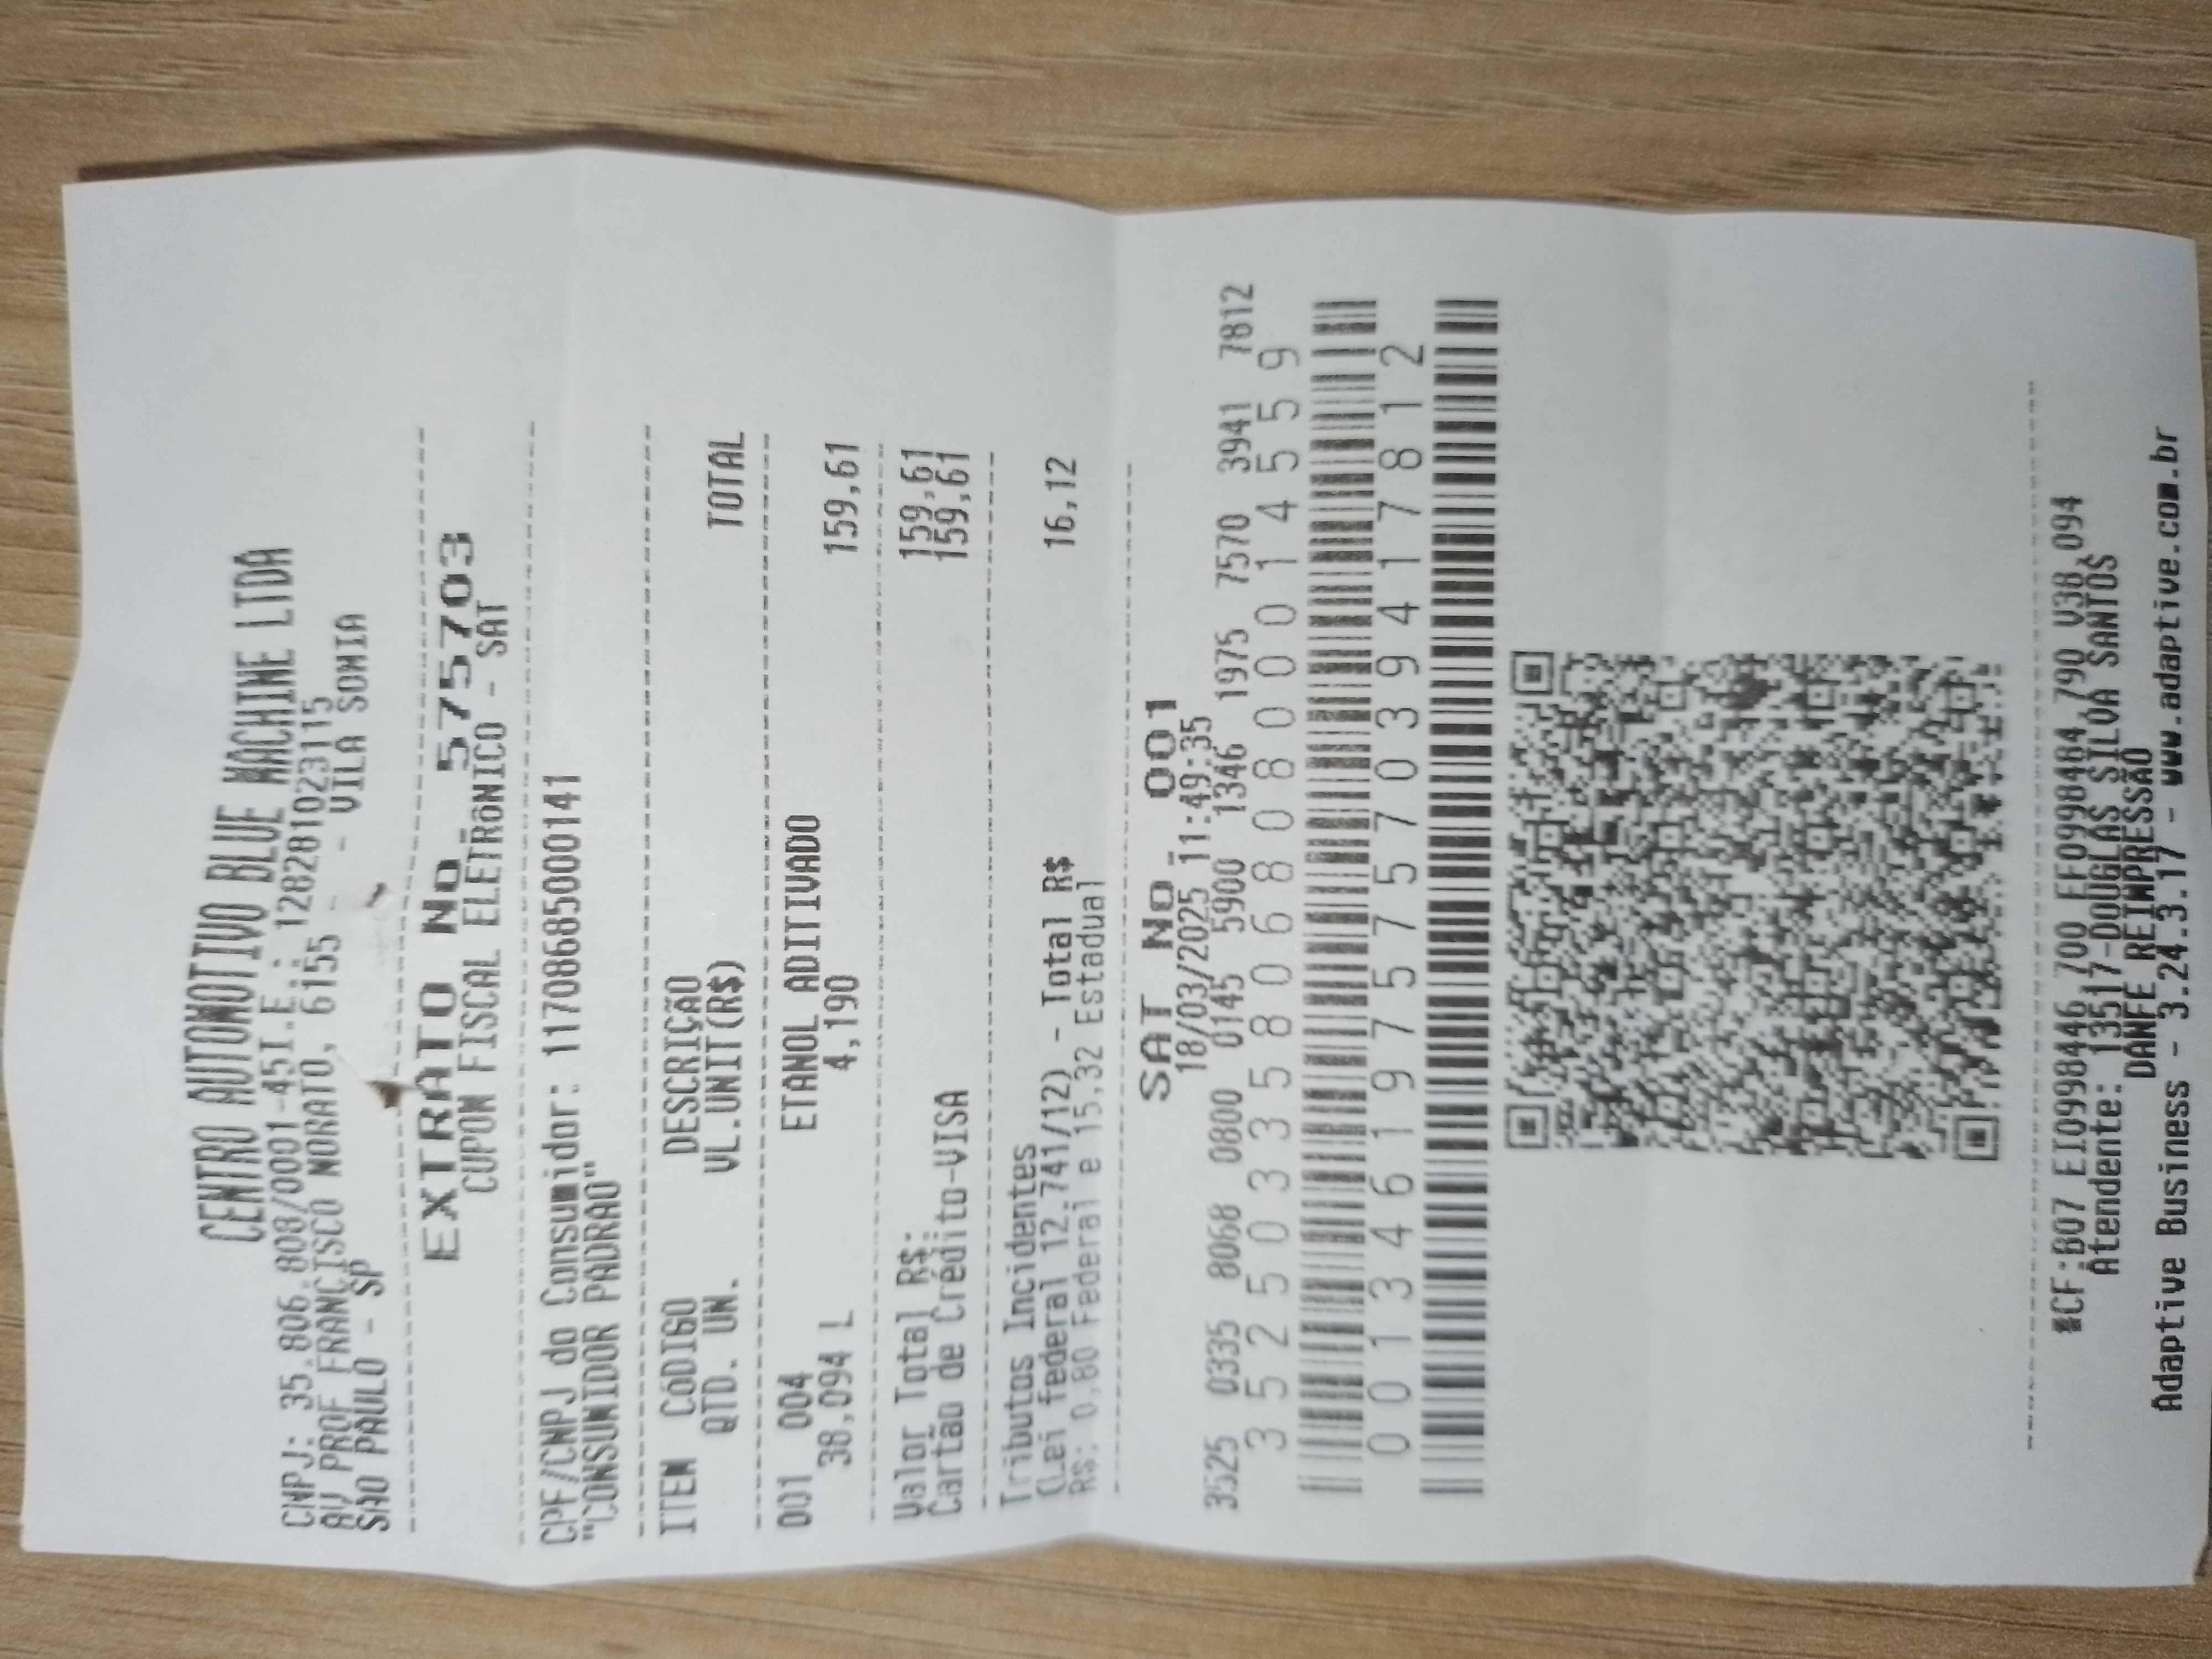 CENTRO AUTOMOTIVO BLUE MACHINE LTDA
CNPJ: 35.806.808/0001-45I.E.: 128281023115
AV PROF FRANCISCO MORATO, 6155 - - VILA SONIA
SÃO PAULO - SP
EXTRATO No 575703
CUPOM FISCAL ELETRôNICO - SAT
CPF/CNPJ do Consumidor: 11708685000141
"CONSUMIDOR PADRAO"
ITEM CóDIGO DESCRIÇÃO
QTD. UN. VL.UNIT(R$) TOTAL
001 004 ETANOL ADITIVADO
38,094 L 4,190 159,61
Valor Total R$: 159,61
Cartão de Crédito-VISA 159,61
Tributos Incidentes
(Lei federal 12.741/12) - Total R$ 16,12
R$: 0,80 Federal e 15,32 Estadual
SAT No 001
18/03/2025 11:49:35
3525 0335 8068 0800 0145 5900 1346 1975 7570 3941 7812
3525033580680800014559
0013461975757039417812
#CF:B07 EI09984446,700 EF09984484,790 V38,094
Atendente: 13517-DOUGLAS SILVA SANTOS
DANFE REIMPRESSÃO
Adaptive Business - 3.24.3.17 - www.adaptive.com.br